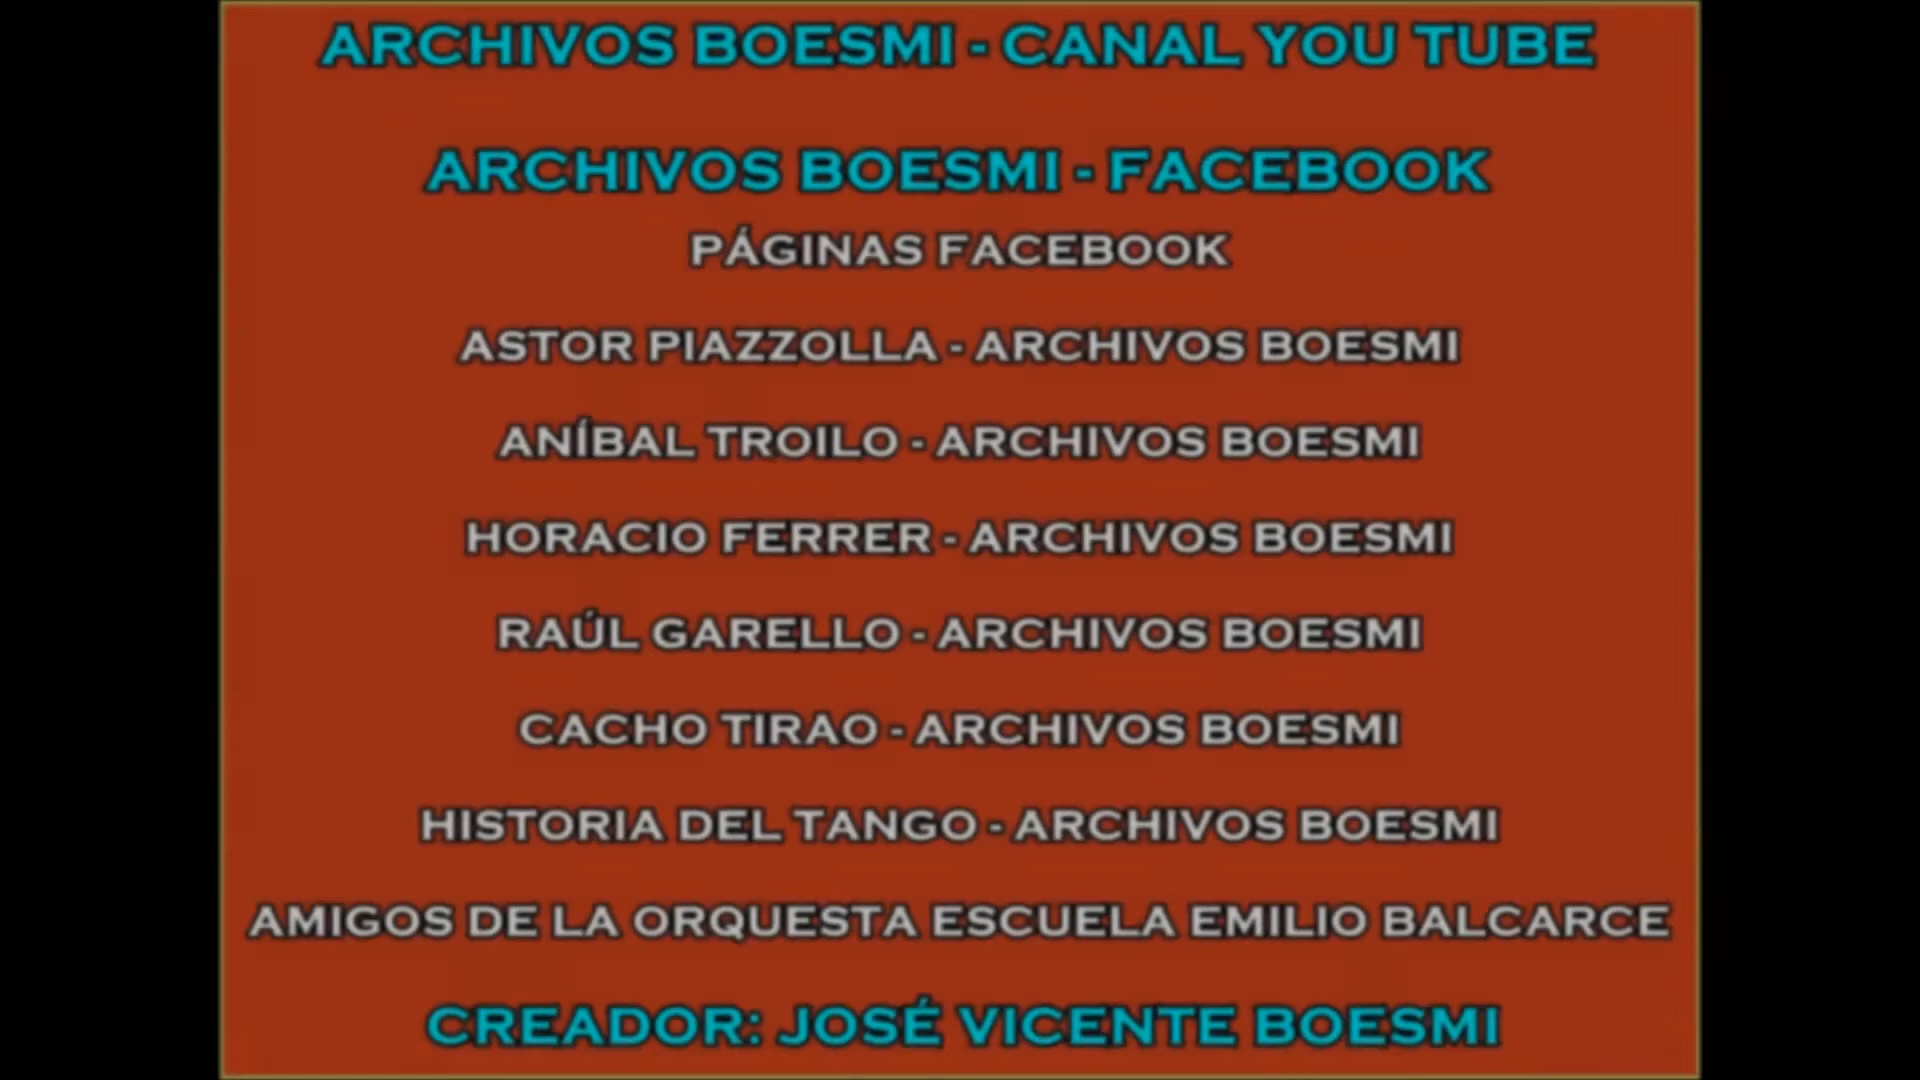 ARCHIVOS BOESMI - CANAL YOU TUBE
ARCHIVOS BOESMI - FACEBOOK
PÁGINAS FACEBOOK
ASTOR PIAZZOLLA - ARCHIVOS BOESMI
ANÍBAL TROILO - ARCHIVOS BOESMI
HORACIO FERRER - ARCHIVOS BOESMI
RAÚL GARELLO - ARCHIVOS BOESMI
CACHO TIRAO - ARCHIVOS BOESMI
HISTORIA DEL TANGO - ARCHIVOS BOESMI
AMIGOS DE LA ORQUESTA ESCUELA EMILIO BALCARCE
CREADOR: JOSÉ VICENTE BOESMI